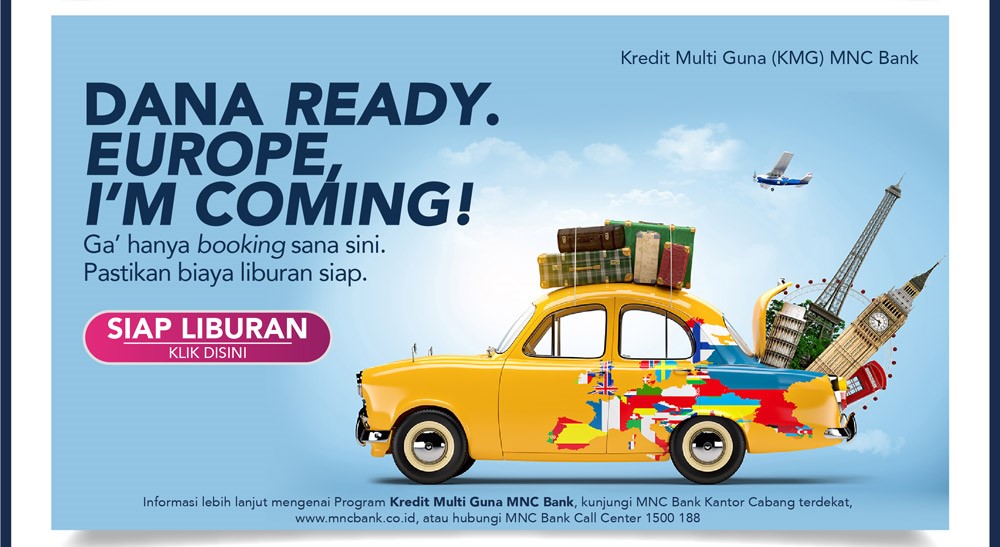 Kredit Multi Guna (KMG) MNC Bank
DANA READY.
EUROPE,
I'M COMING!
Ga' hanya booking sana sini.
Pastikan biaya liburan siap.
SIAP LIBURAN
KLIK DISINI
Informasi lebih lanjut mengenai Program Kredit Multi Guna MNC Bank, kunjungi MNC Bank Kantor Cabang terdekat,
www.mncbank.co.id, atau hubungi MNC Bank Call Center 1500 188